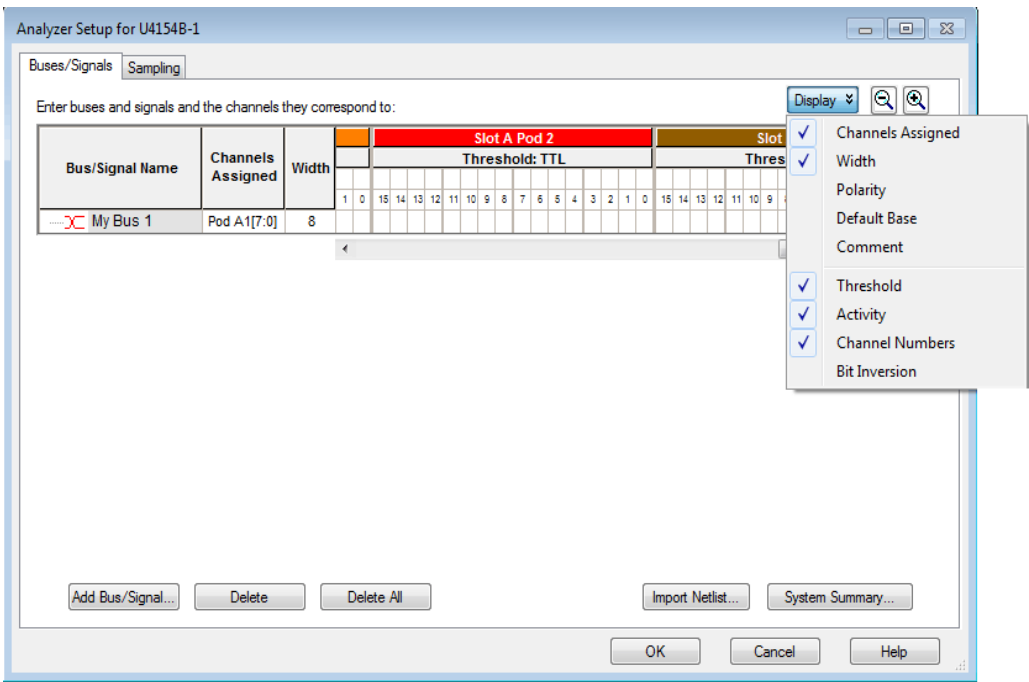 Analyzer Setup for U4154B-1
Buses/Signals Sampling
Enter buses and signals and the channels they correspond to:
Display
Bus/Signal Name
Channels Assigned
Width
Slot A Pod 2
Slot
Threshold: TTL
Thres
1 0 15 14 13 12 11 10 9 8 7 6 5 4 3 2 1 0 15 14 13 12 11 10 9
My Bus 1 Pod A1[7:0] 8
Channels Assigned
Width
Polarity
Default Base
Comment
Threshold
Activity
Channel Numbers
Bit Inversion
Add Bus/Signal... Delete Delete All Import Netlist... System Summary...
OK Cancel Help